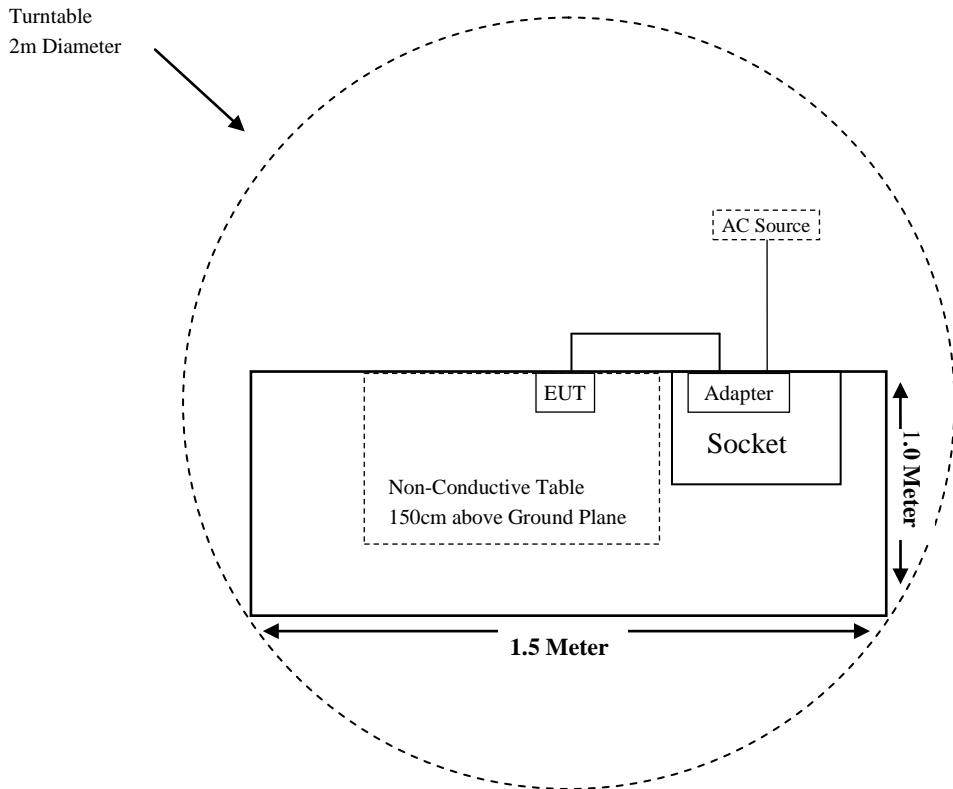 Turntable
2m Diameter
AC Source
EUT
Adapter
Socket
Non-Conductive Table
150cm above Ground Plane
1.0 Meter
1.5 Meter